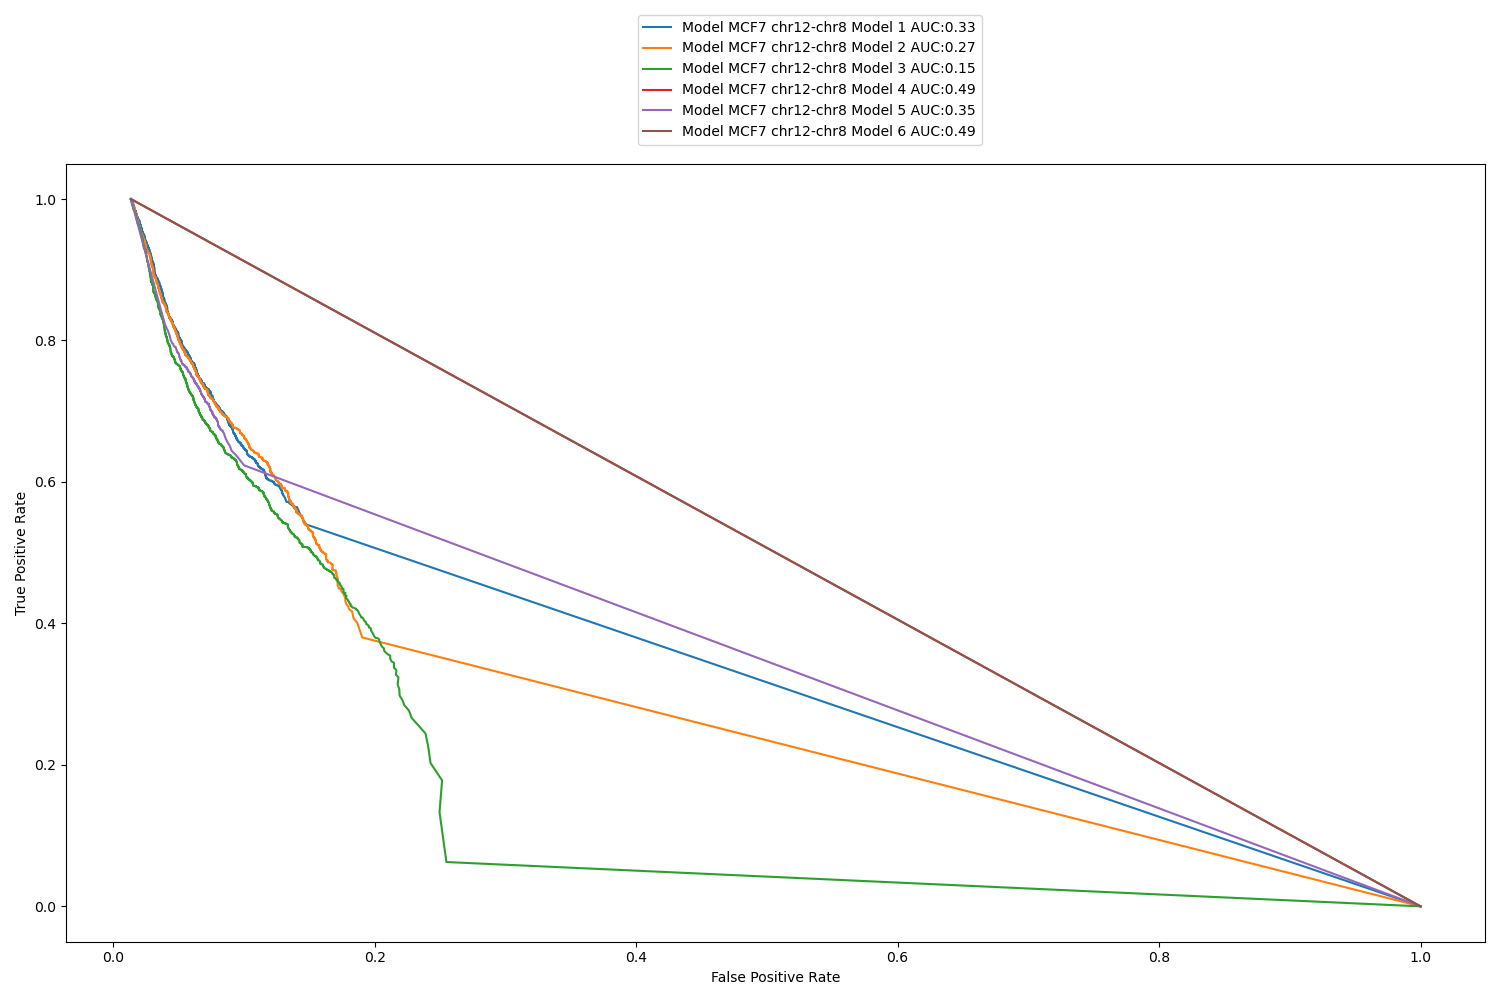 Model MCF7 chr12-chr8 Model 1 AUC:0.33
Model MCF7 chr12-chr8 Model 2 AUC:0.27
Model MCF7 chr12-chr8 Model 3 AUC:0.15
Model MCF7 chr12-chr8 Model 4 AUC:0.49
Model MCF7 chr12-chr8 Model 5 AUC:0.35
Model MCF7 chr12-chr8 Model 6 AUC:0.49
True Positive Rate
1.0
0.8
0.6
0.4
0.2
0.0
0.0 0.2 0.4 0.6 0.8 1.0
False Positive Rate